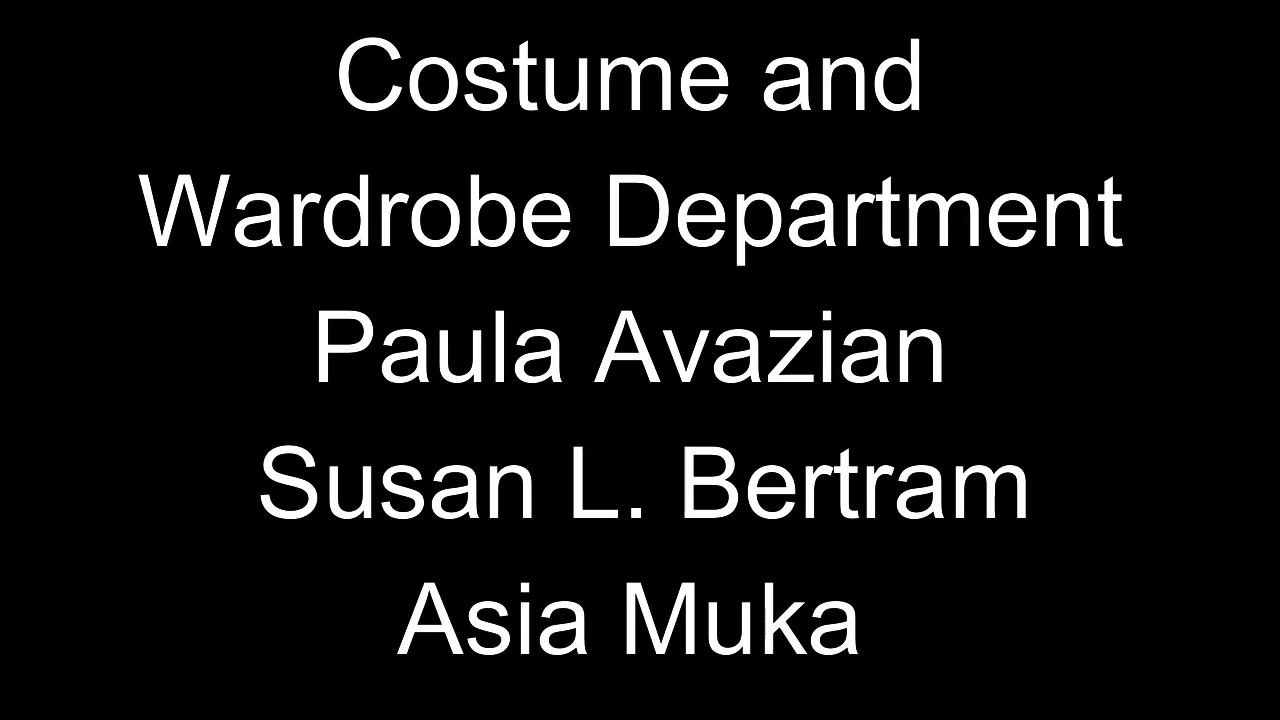 Costume and
Wardrobe Department
Paula Avazian
Susan L. Bertram
Asia Muka